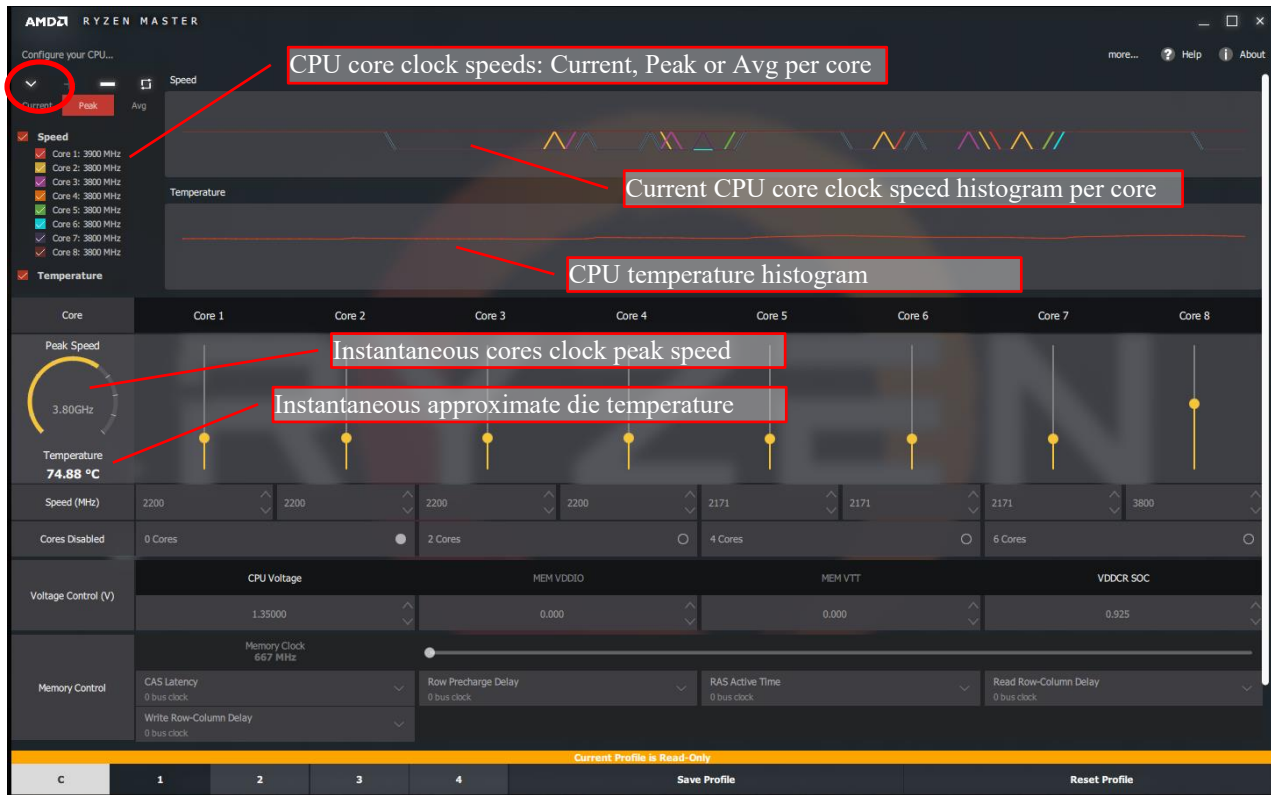 AMD RYZEN MASTER
Configure your CPU...
more... ? Help i About
CPU core clock speeds: Current, Peak or Avg per core
Speed
Current Peak Avg
Speed
Core 1: 3900 MHz
Core 2: 3800 MHz
Core 3: 3800 MHz
Core 4: 3800 MHz
Core 5: 3800 MHz
Core 6: 3800 MHz
Core 7: 3800 MHz
Core 8: 3800 MHz
Temperature
Current CPU core clock speed histogram per core
Temperature
CPU temperature histogram
Core Core 1 Core 2 Core 3 Core 4 Core 5 Core 6 Core 7 Core 8
Peak Speed
3.80GHz
Temperature
74.88 °C
Instantaneous cores clock peak speed
Instantaneous approximate die temperature
RYZEN
Speed (MHz) 2200 2200 2200 2200 2171 2171 2171 3800
Cores Disabled 0 Cores 2 Cores 4 Cores 6 Cores
Voltage Control (V)
CPU Voltage MEM VDDIO MEM VTT VDDCR SOC
1.35000 0.000 0.000 0.925
Memory Control
Memory Clock
667 MHz
CAS Latency Row Precharge Delay RAS Active Time Read Row-Column Delay
0 bus clock 0 bus clock 0 bus clock 0 bus clock
Write Row-Column Delay
0 bus clock
Current Profile is Read-Only
C 1 2 3 4 Save Profile Reset Profile